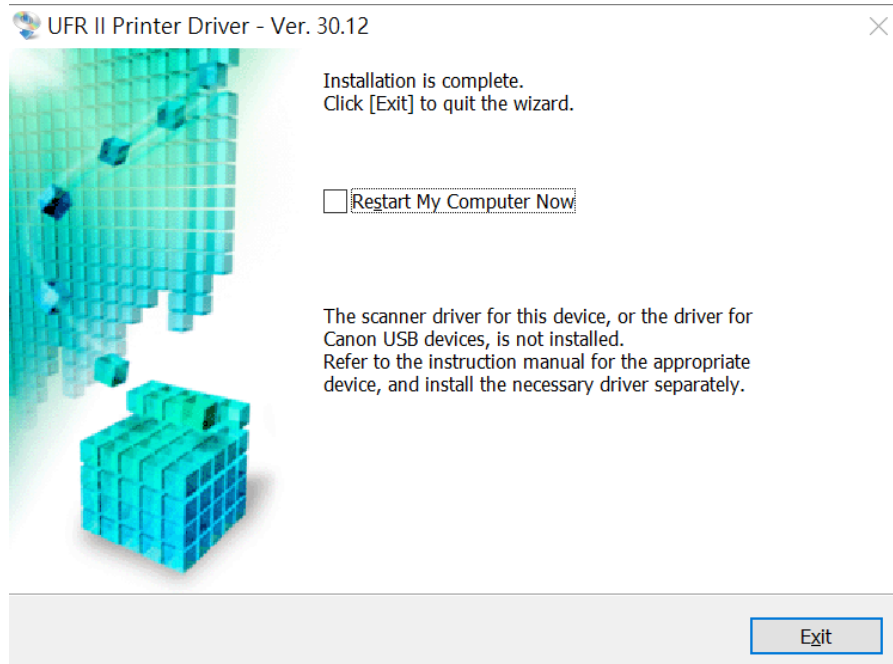 UFR II Printer Driver - Ver. 30.12
Installation is complete.
Click [Exit] to quit the wizard.
Restart My Computer Now
The scanner driver for this device, or the driver for
Canon USB devices, is not installed.
Refer to the instruction manual for the appropriate
device, and install the necessary driver separately.
Exit